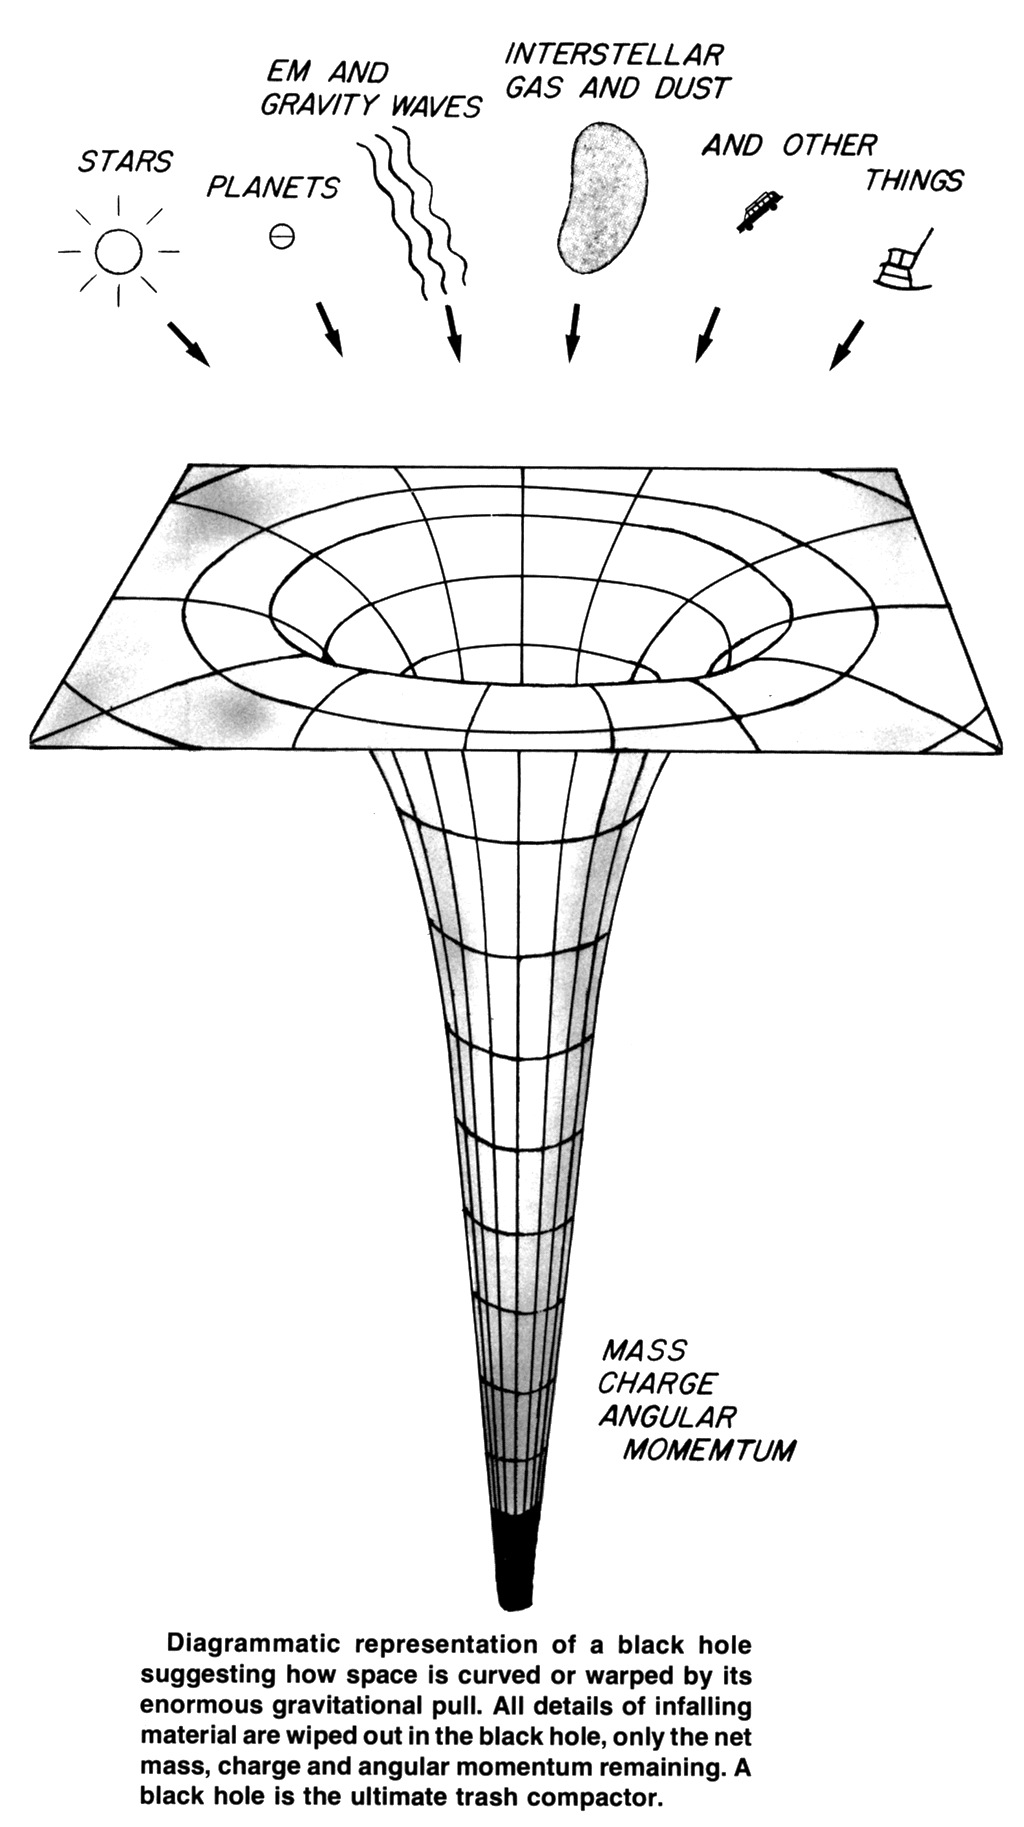 EM AND
GRAVITY WAVES
INTERSTELLAR
GAS AND DUST
STARS
PLANETS
AND OTHER
THINGS
MASS
CHARGE
ANGULAR
MOMEMTUM
Diagrammatic representation of a black hole
suggesting how space is curved or warped by its
enormous gravitational pull. All details of infalling
material are wiped out in the black hole, only the net
mass, charge and angular momentum remaining. A
black hole is the ultimate trash compactor.